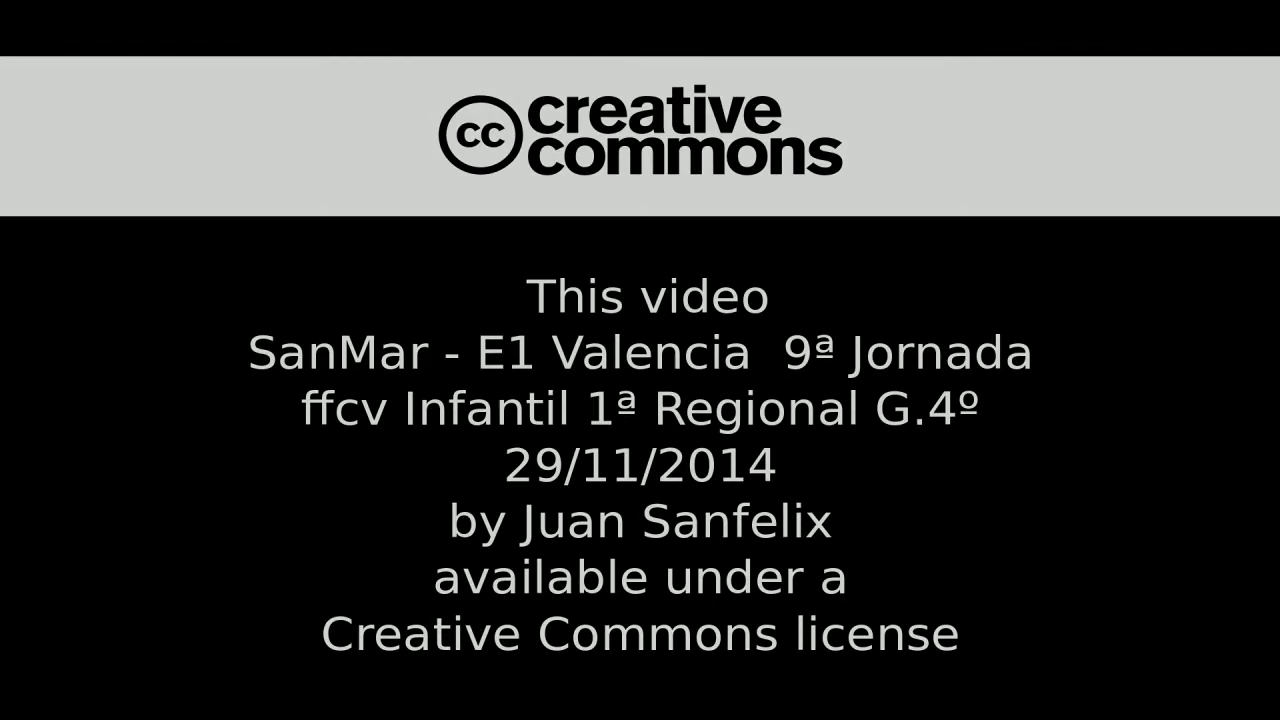 cc creative
commons
This video
SanMar - E1 Valencia  9ª Jornada
ffcv Infantil 1ª Regional G.4º
29/11/2014
by Juan Sanfelix
available under a
Creative Commons license